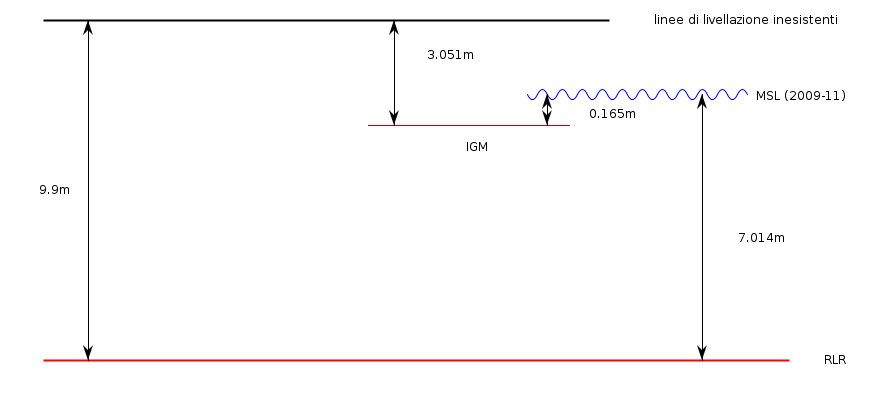 linee di livellazione inesistenti
3.051m
MSL (2009-11)
0.165m
IGM
9.9m
7.014m
RLR